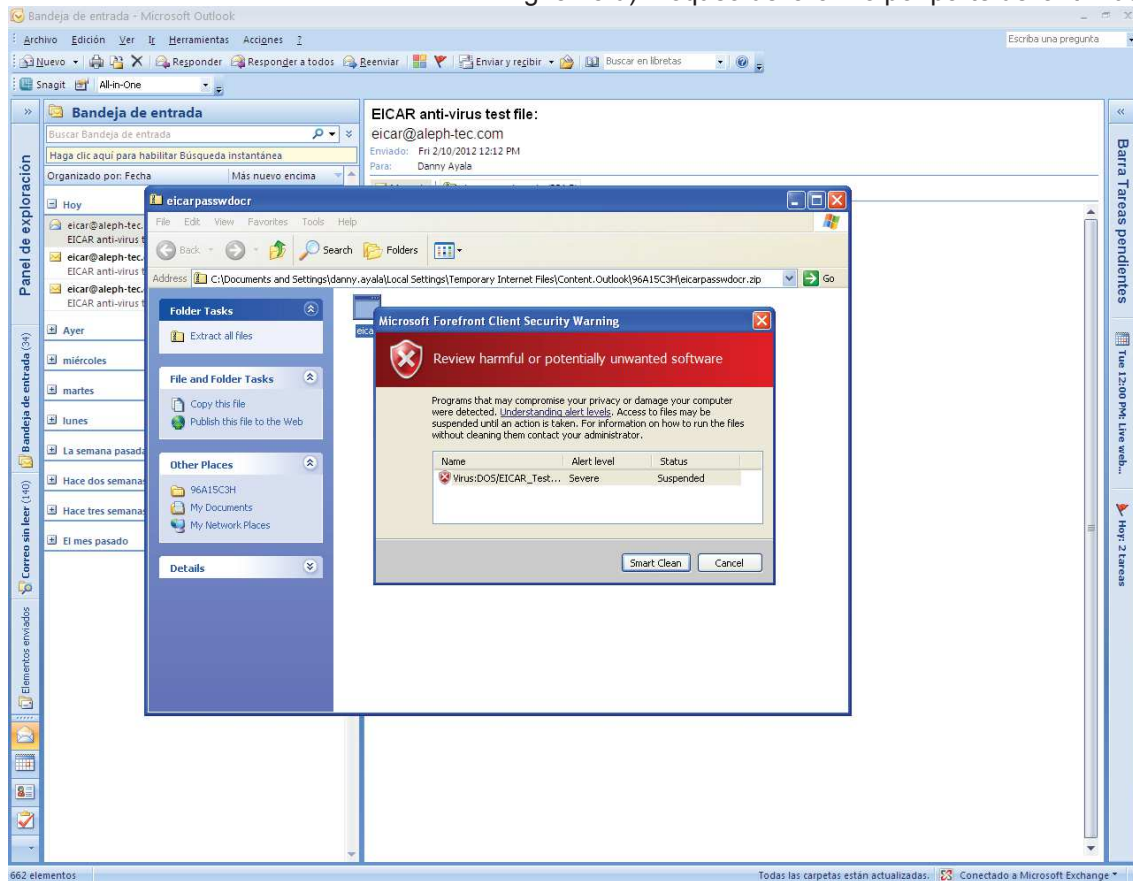 Bandeja de entrada - Microsoft Outlook
Archivo Edición Ver Ir Herramientas Acciones ?
Escriba una pregunta
Nuevo Responder Responder a todos Reenviar Enviar y recibir Buscar en libretas
Snagit All-in-One
Bandeja de entrada
Buscar Bandeja de entrada
Haga clic aquí para habilitar Búsqueda instantánea
Organizado por: Fecha Más nuevo encima
Hoy
eicar@aleph-tec.
EICAR anti-virus t
eicar@aleph-tec.
EICAR anti-virus t
eicar@aleph-tec.
EICAR anti-virus t
Ayer
miércoles
martes
lunes
La semana pasada
Hace dos semanas
Hace tres semanas
El mes pasado
Panel de exploración
Bandeja de entrada (34)
Correo sin leer (140)
Elementos enviados
EICAR anti-virus test file:
eicar@aleph-tec.com
Enviado: Fri 2/10/2012 12:12 PM
Para: Danny Ayala
eicarpasswdocr
File Edit View Favorites Tools Help
Back Search Folders
Address C:\Documents and Settings\danny.ayala\Local Settings\Temporary Internet Files\Content.Outlook\96A15C3H\eicarpasswdocr.zip Go
Folder Tasks
Extract all files
File and Folder Tasks
Copy this file
Publish this file to the Web
Other Places
96A15C3H
My Documents
My Network Places
Details
eica
Microsoft Forefront Client Security Warning
Review harmful or potentially unwanted software
Programs that may compromise your privacy or damage your computer
were detected. Understanding alert levels. Access to files may be
suspended until an action is taken. For information on how to run the files
without cleaning them contact your administrator.
Name Alert level Status
Virus:DOS/EICAR_Test... Severe Suspended
Smart Clean Cancel
Barra Tareas pendientes
Tue 12:00 PM: Live web...
Hoy: 2 tareas
662 elementos
Todas las carpetas están actualizadas. Conectado a Microsoft Exchange